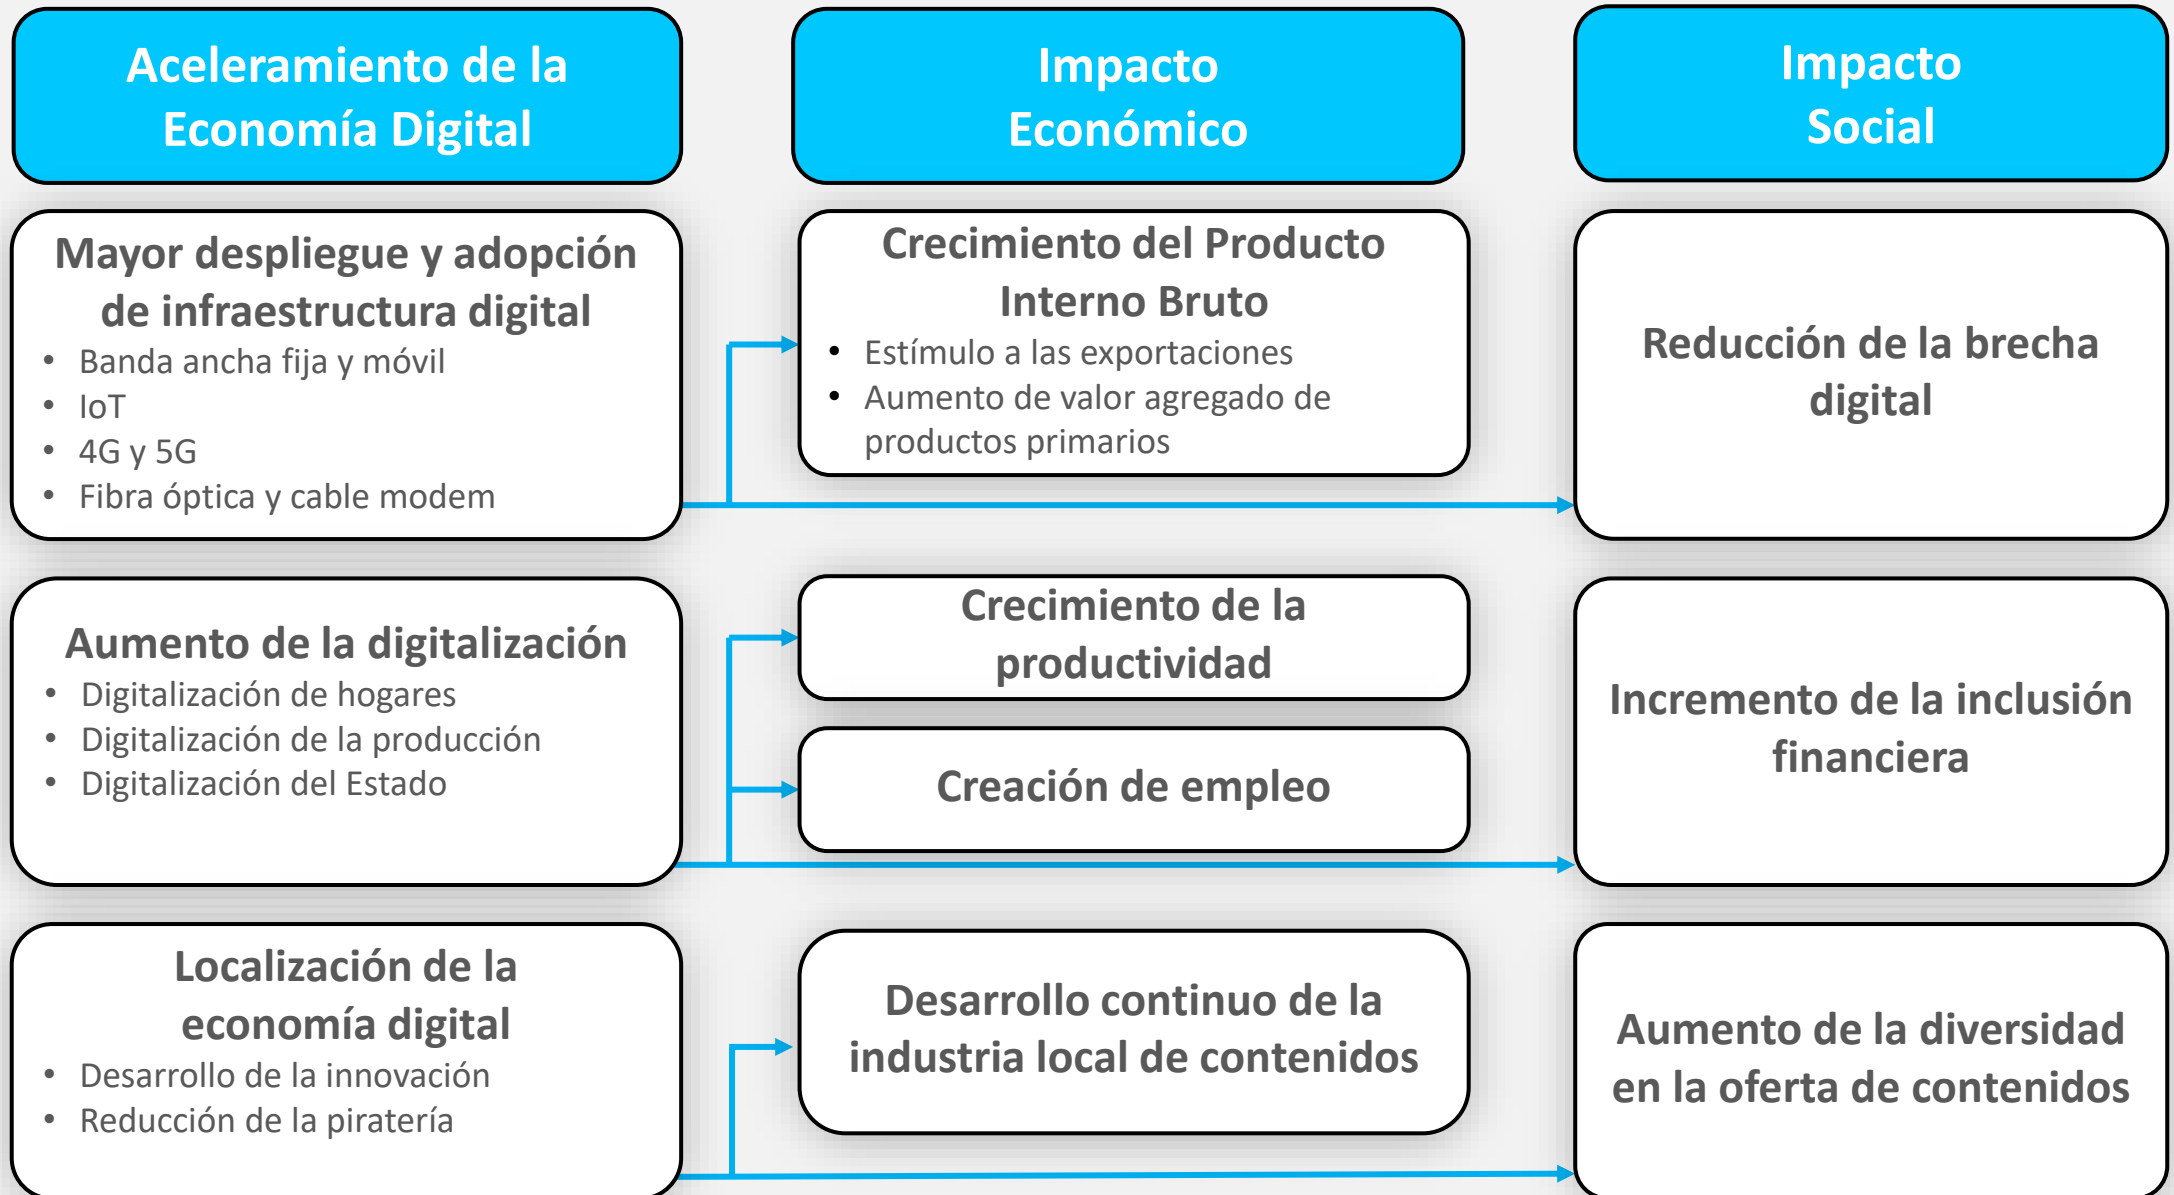 Aceleramiento de la
Economía Digital
Impacto
Económico
Impacto
Social
Mayor despliegue y adopción
de infraestructura digital
• Banda ancha fija y móvil
• IoT
• 4G y 5G
• Fibra óptica y cable modem
Crecimiento del Producto
Interno Bruto
• Estímulo a las exportaciones
• Aumento de valor agregado de
productos primarios
Reducción de la brecha
digital
Aumento de la digitalización
• Digitalización de hogares
• Digitalización de la producción
• Digitalización del Estado
Crecimiento de la
productividad
Creación de empleo
Incremento de la inclusión
financiera
Localización de la
economía digital
• Desarrollo de la innovación
• Reducción de la piratería
Desarrollo continuo de la
industria local de contenidos
Aumento de la diversidad
en la oferta de contenidos